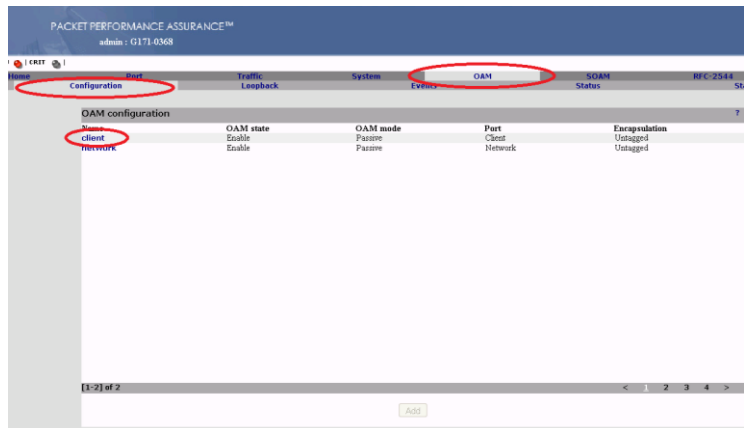 PACKET PERFORMANCE ASSURANCE™
admin : G171-0368
| CRIT |
Home Port Traffic System OAM SOAM RFC-2544
Configuration Loopback Events Status
OAM configuration ?
Name OAM state OAM mode Port Encapsulation
client Enable Passive Client Untagged
network Enable Passive Network Untagged
[1-2] of 2 < 1 2 3 4 >
Add